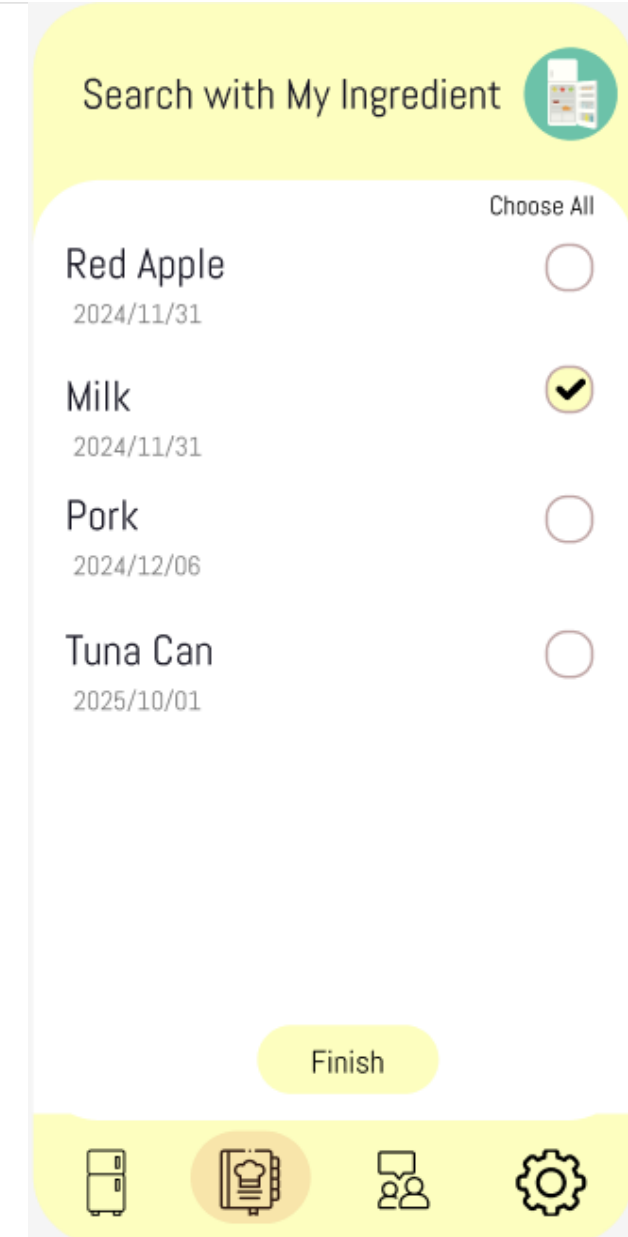 Search with My Ingredient
Choose All
Red Apple
2024/11/31
Milk
2024/11/31
Pork
2024/12/06
Tuna Can
2025/10/01
Finish